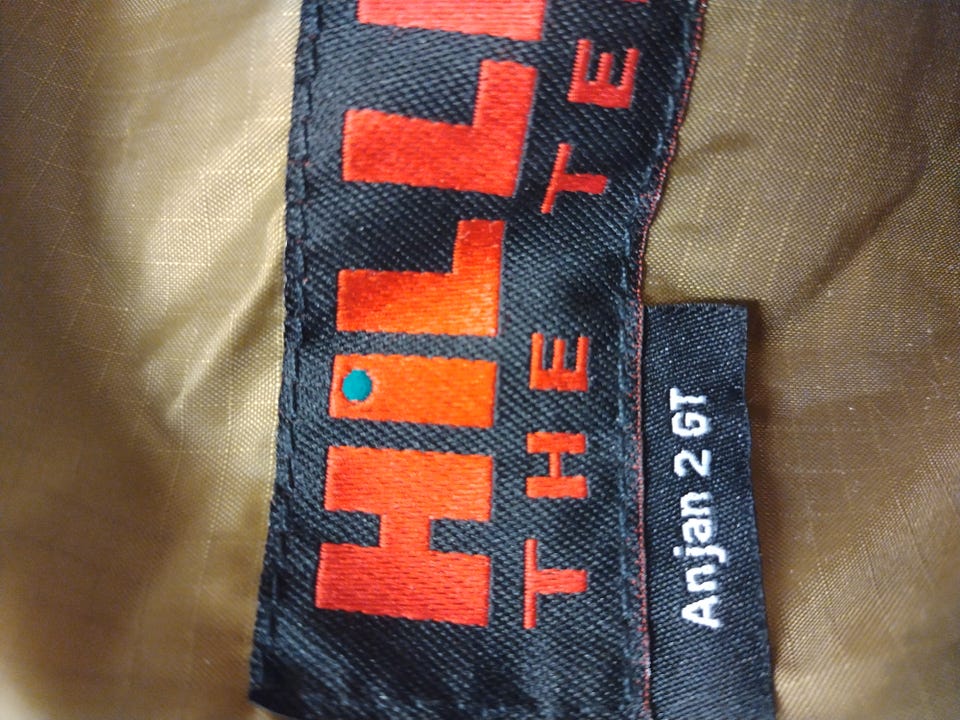 HILL
THE TE
Anjan 2 GT